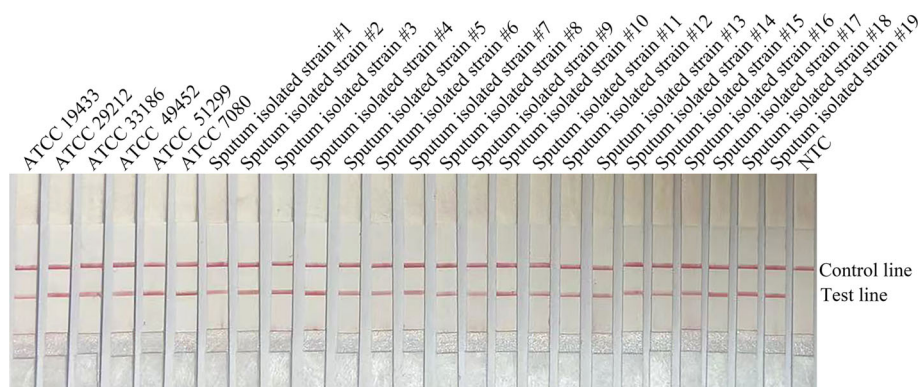 ATCC 19433
ATCC 29212
ATCC 33186
ATCC 49452
ATCC 51299
ATCC 7080
Sputum isolated strain #1
Sputum isolated strain #2
Sputum isolated strain #3
Sputum isolated strain #4
Sputum isolated strain #5
Sputum isolated strain #6
Sputum isolated strain #7
Sputum isolated strain #8
Sputum isolated strain #9
Sputum isolated strain #10
Sputum isolated strain #11
Sputum isolated strain #12
Sputum isolated strain #13
Sputum isolated strain #14
Sputum isolated strain #15
Sputum isolated strain #16
Sputum isolated strain #17
Sputum isolated strain #18
Sputum isolated strain #19
NTC
Control line
Test line